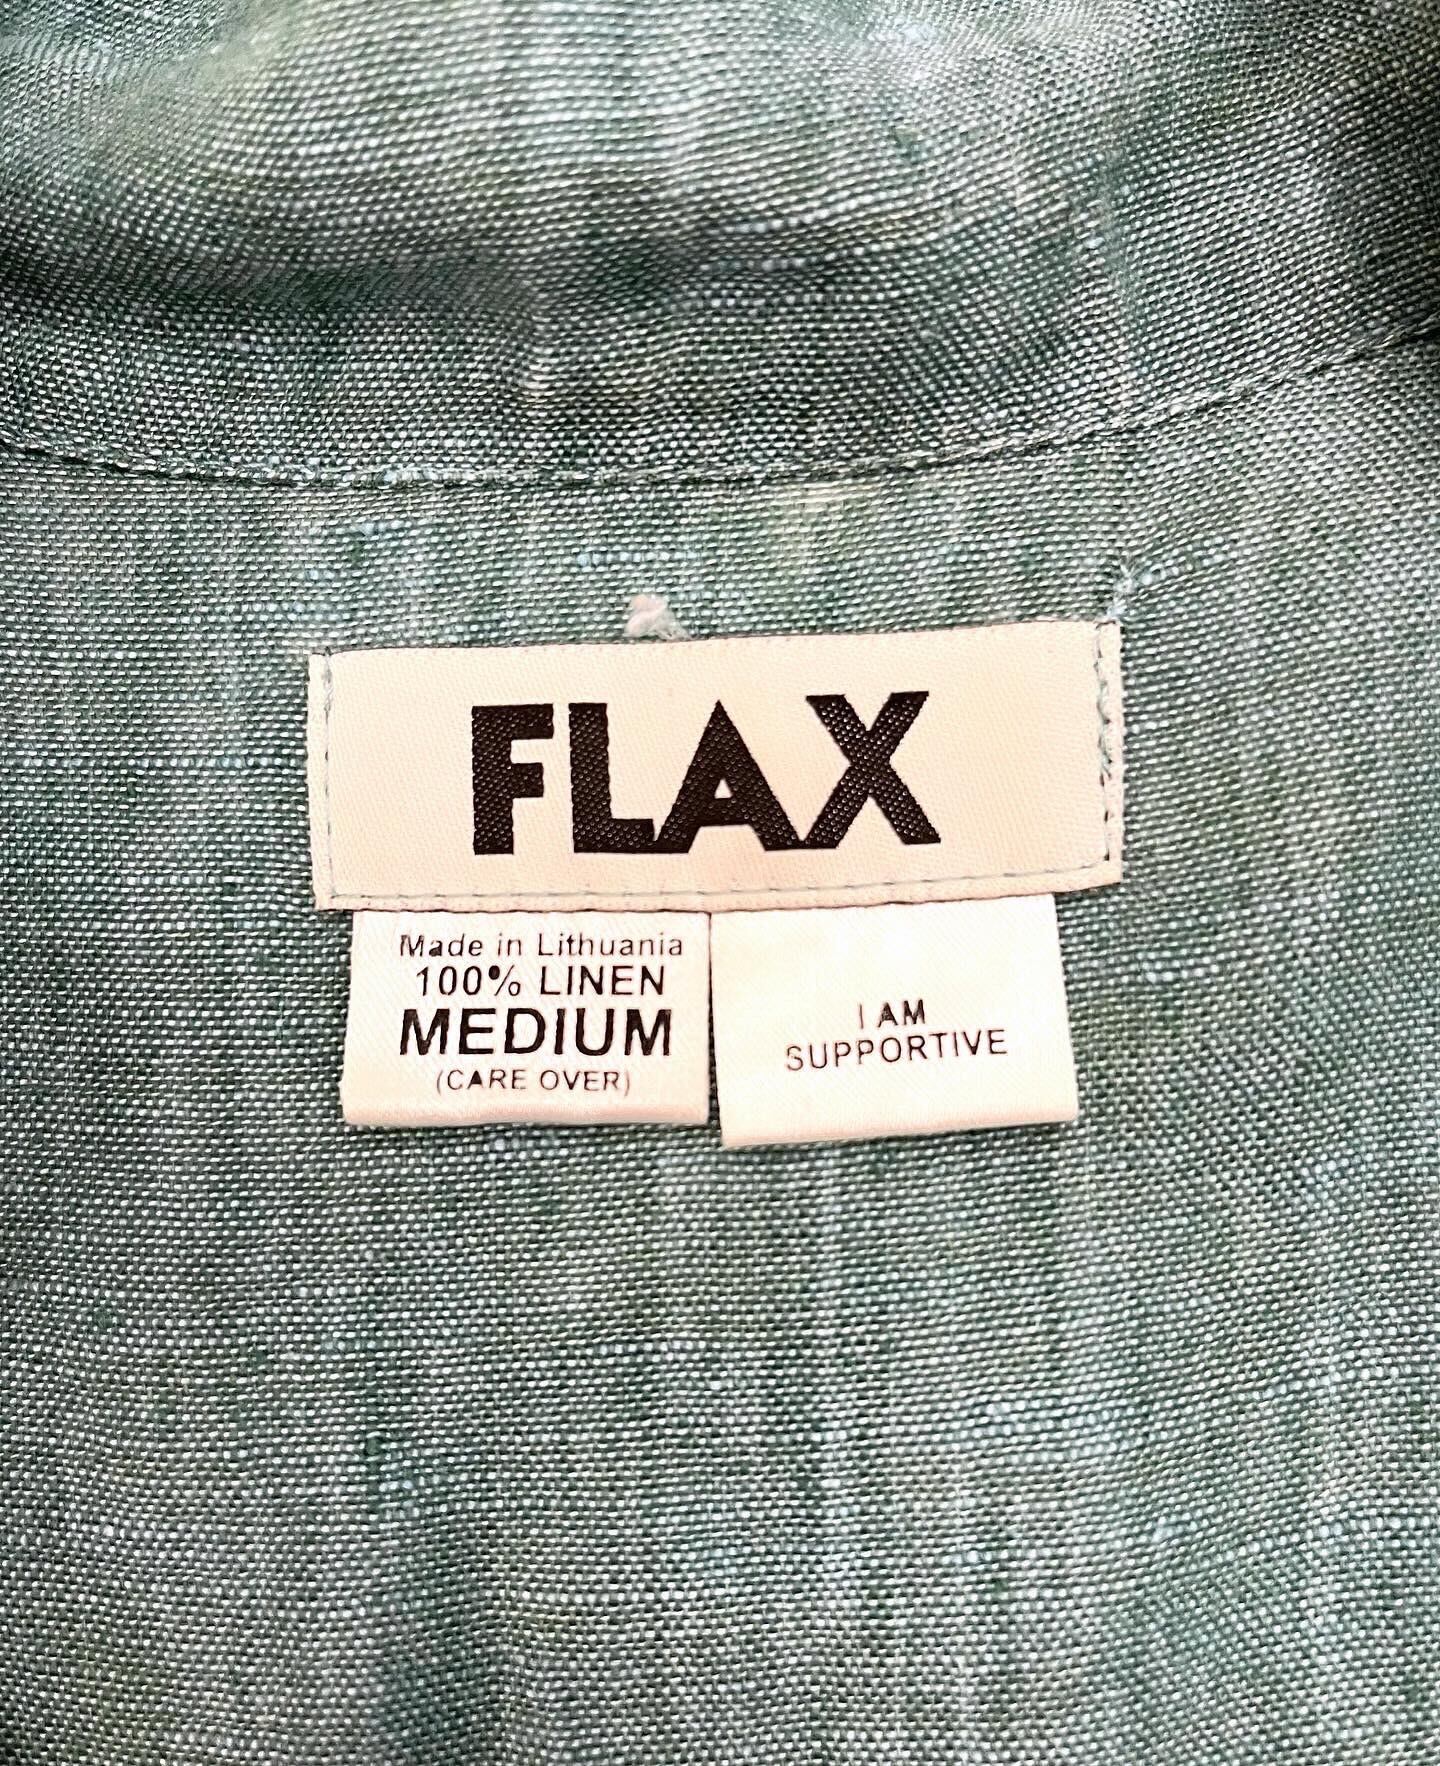 FLAX
Made in Lithuania
100% LINEN
MEDIUM
(CARE OVER)
I AM
SUPPORTIVE